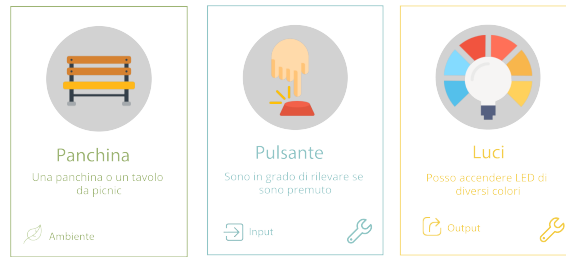 Panchina
Una panchina o un tavolo
da picnic
Ambiente
Pulsante
Sono in grado di rilevare se
sono premuto
Input
Luci
Posso accendere LED di
diversi colori
Output